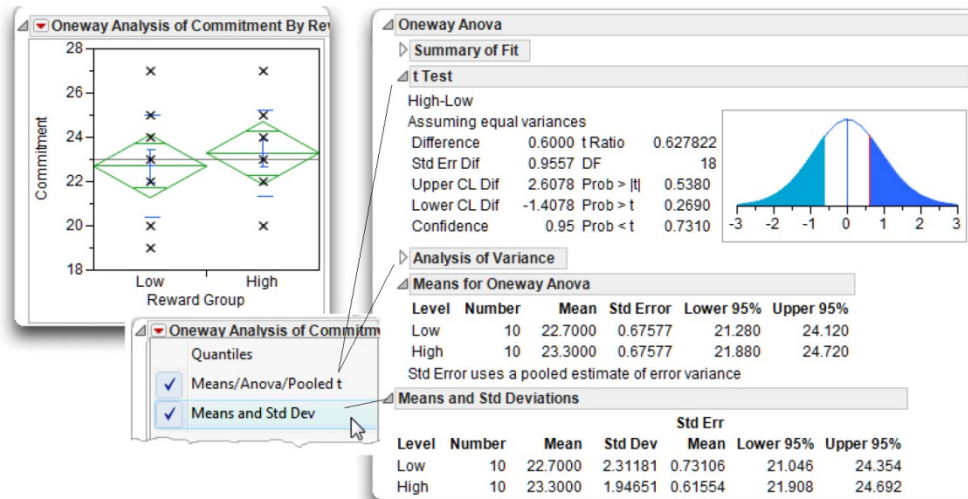 Oneway Analysis of Commitment By Rev
28
26
24
22
20
18
Commitment
Low High
Reward Group
Oneway Analysis of Commitm
Quantiles
Means/Anova/Pooled t
Means and Std Dev
Oneway Anova
Summary of Fit
t Test
High-Low
Assuming equal variances
Difference 0.6000 t Ratio 0.627822
Std Err Dif 0.9557 DF 18
Upper CL Dif 2.6078 Prob > |t| 0.5380
Lower CL Dif -1.4078 Prob > t 0.2690
Confidence 0.95 Prob < t 0.7310
-3 -2 -1 0 1 2 3
Analysis of Variance
Means for Oneway Anova
Level Number Mean Std Error Lower 95% Upper 95%
Low 10 22.7000 0.67577 21.280 24.120
High 10 23.3000 0.67577 21.880 24.720
Std Error uses a pooled estimate of error variance
Means and Std Deviations
Std Err
Level Number Mean Std Dev Mean Lower 95% Upper 95%
Low 10 22.7000 2.31181 0.73106 21.046 24.354
High 10 23.3000 1.94651 0.61554 21.908 24.692